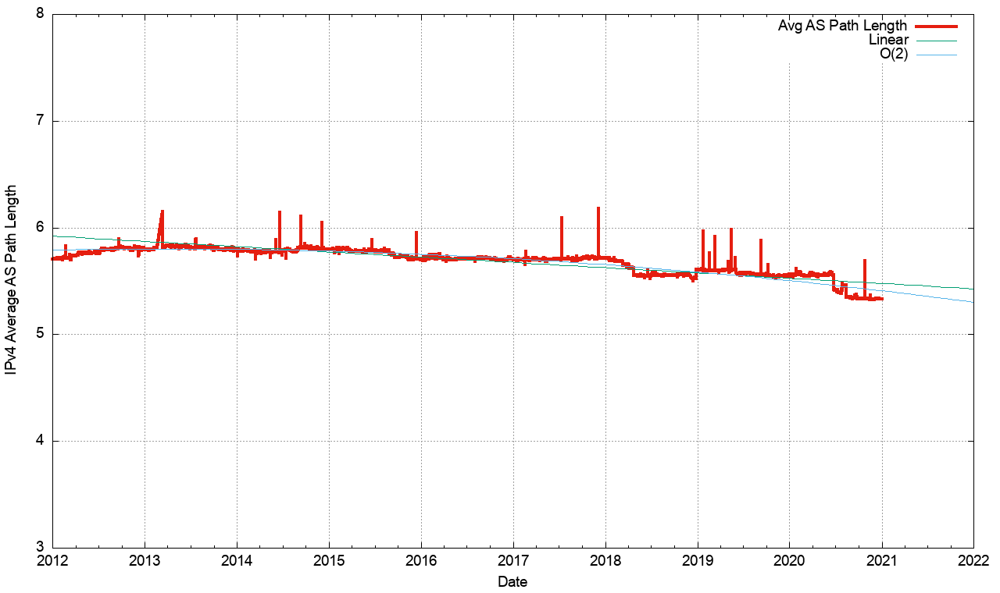 8
7
6
5
4
3
IPv4 Average AS Path Length
Avg AS Path Length
Linear
O(2)
2012 2013 2014 2015 2016 2017 2018 2019 2020 2021 2022
Date